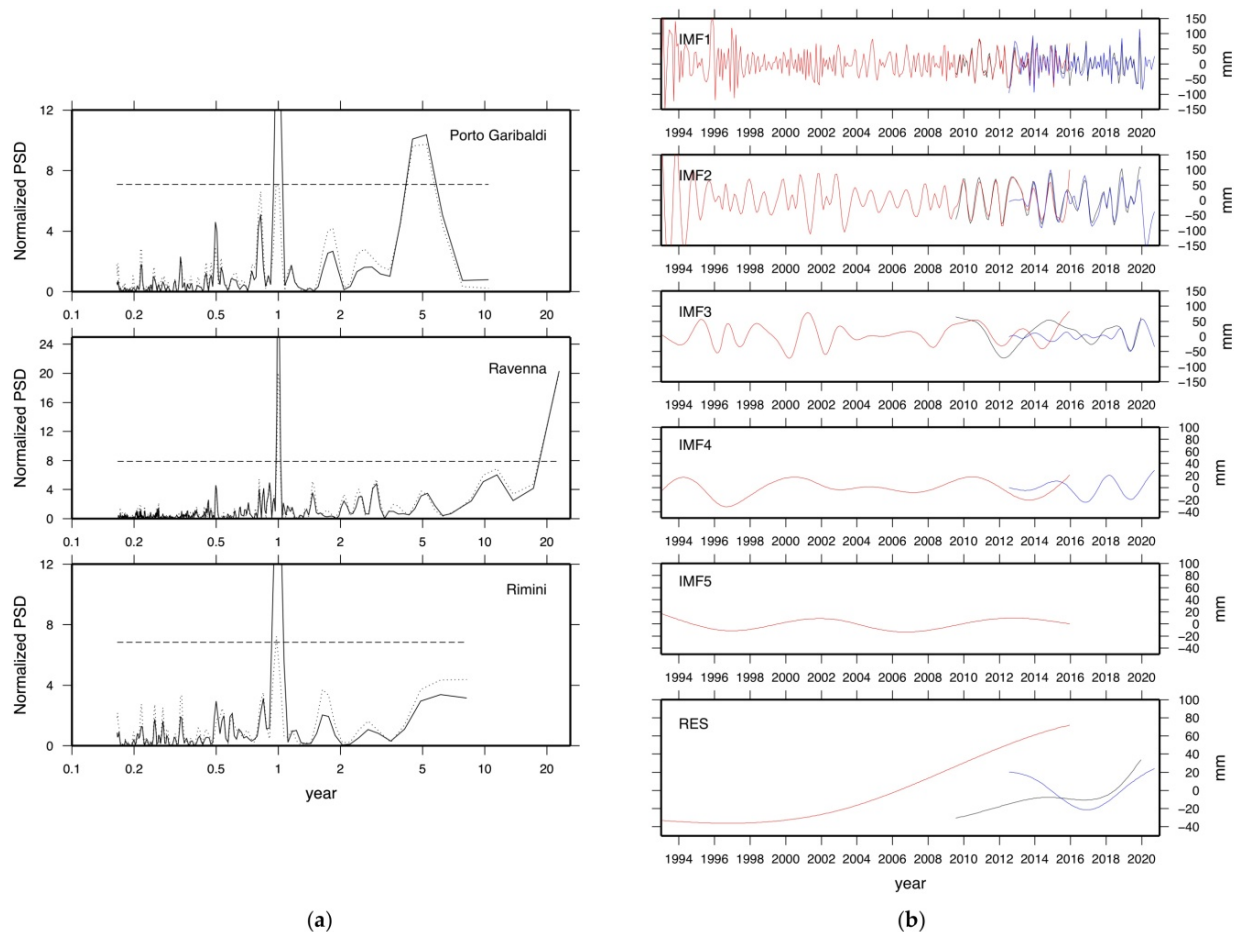 12
8
4
0
Normalized PSD
Porto Garibaldi
0.1 0.2 0.5 1 2 5 10 20
24
20
16
12
8
4
0
Normalized PSD
Ravenna
0.1 0.2 0.5 1 2 5 10 20
12
8
4
0
Normalized PSD
Rimini
0.1 0.2 0.5 1 2 5 10 20
year
(a)
IMF1
150
100
50
0
−50
−100
−150
mm
1994 1996 1998 2000 2002 2004 2006 2008 2010 2012 2014 2016 2018 2020
IMF2
150
100
50
0
−50
−100
−150
mm
1994 1996 1998 2000 2002 2004 2006 2008 2010 2012 2014 2016 2018 2020
IMF3
150
100
50
0
−50
−100
−150
mm
1994 1996 1998 2000 2002 2004 2006 2008 2010 2012 2014 2016 2018 2020
IMF4
100
80
60
40
20
0
−20
−40
mm
1994 1996 1998 2000 2002 2004 2006 2008 2010 2012 2014 2016 2018 2020
IMF5
100
80
60
40
20
0
−20
−40
mm
1994 1996 1998 2000 2002 2004 2006 2008 2010 2012 2014 2016 2018 2020
RES
100
80
60
40
20
0
−20
−40
mm
1994 1996 1998 2000 2002 2004 2006 2008 2010 2012 2014 2016 2018 2020
year
(b)